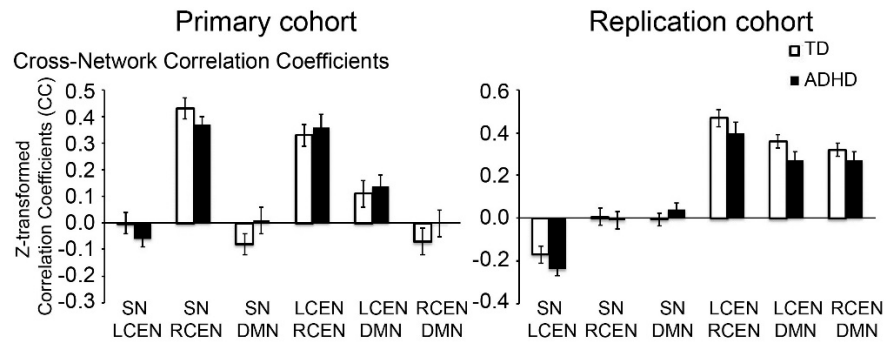 Primary cohort
Cross-Network Correlation Coefficients
Z-transformed
Correlation Coefficients (CC)
0.5
0.4
0.3
0.2
0.1
0.0
-0.1
-0.2
-0.3
SN SN SN LCEN LCEN RCEN
LCEN RCEN DMN RCEN DMN DMN
Replication cohort
TD
ADHD
0.6
0.4
0.2
0.0
-0.2
-0.4
SN SN SN LCEN LCEN RCEN
LCEN RCEN DMN RCEN DMN DMN